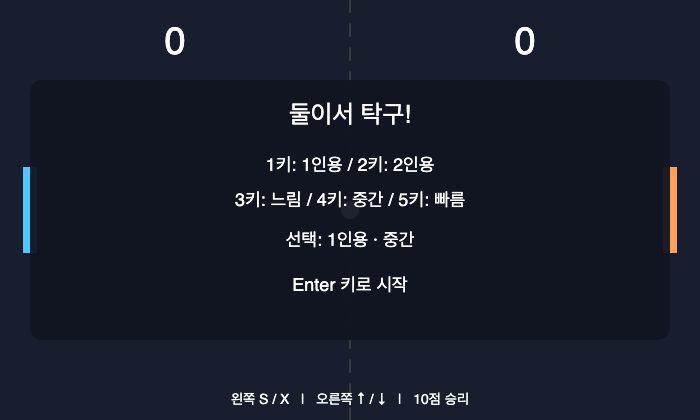 0 0
둘이서 탁구!
1키: 1인용 / 2키: 2인용
3키: 느림 / 4키: 중간 / 5키: 빠름
선택: 1인용 · 중간
Enter 키로 시작
왼쪽 S / X | 오른쪽 ↑ / ↓ | 10점 승리